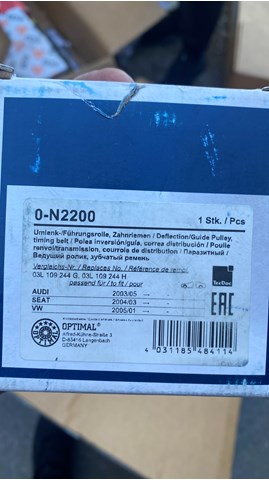 0-N2200
1 Stk. / Pcs
Umlenk-/Führungsrolle, Zahnriemen / Deflection/Guide Pulley,
timing belt / Polea inversión/guía, correa distribución / Poulie
renvoi/transmission, courroie de distribution / Паразитный /
Ведущий ролик, зубчатый ремень
Vergleichs-Nr. / Replaces No. / Référence de
03L 109 244 G, 03L 109 244 H
passend für / to fit / pour
TecDoc
AUDI 2003/05 → -
SEAT 2004/03 → -
VW 2005/01 → -
EAC
OPTIMAL®
Alfred-Kühne-Straße 3
D-85416 Langenbach
GERMANY
4 031185 484114